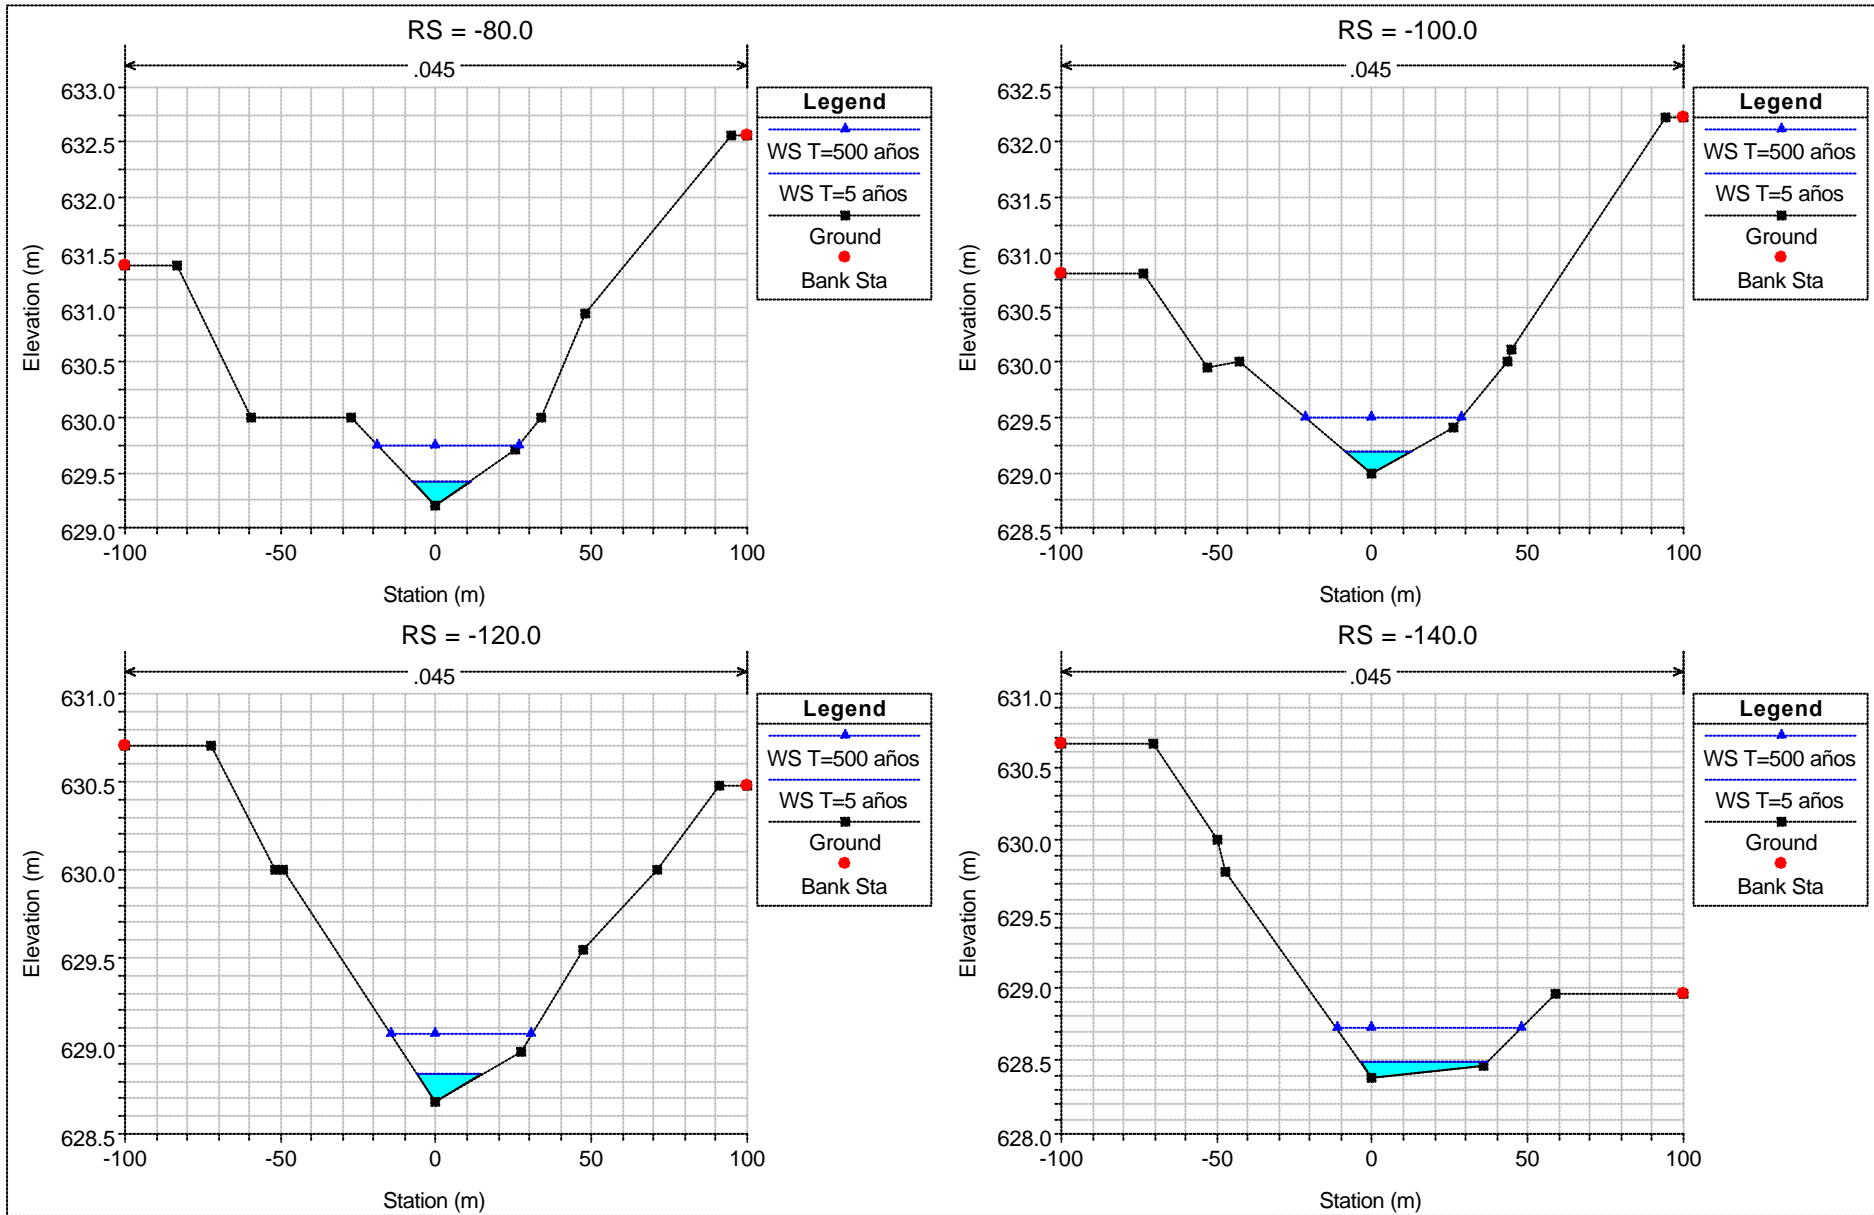 RS = -80.0
.045
633.0
632.5
632.0
631.5
631.0
630.5
630.0
629.5
629.0
Elevation (m)
-100
-50
0
50
100
Station (m)
Legend
WS T=500 años
WS T=5 años
Ground
Bank Sta
RS = -100.0
.045
632.5
632.0
631.5
631.0
630.5
630.0
629.5
629.0
628.5
Elevation (m)
-100
-50
0
50
100
Station (m)
Legend
WS T=500 años
WS T=5 años
Ground
Bank Sta
RS = -120.0
.045
631.0
630.5
630.0
629.5
629.0
628.5
Elevation (m)
-100
-50
0
50
100
Station (m)
Legend
WS T=500 años
WS T=5 años
Ground
Bank Sta
RS = -140.0
.045
631.0
630.5
630.0
629.5
629.0
628.5
628.0
Elevation (m)
-100
-50
0
50
100
Station (m)
Legend
WS T=500 años
WS T=5 años
Ground
Bank Sta